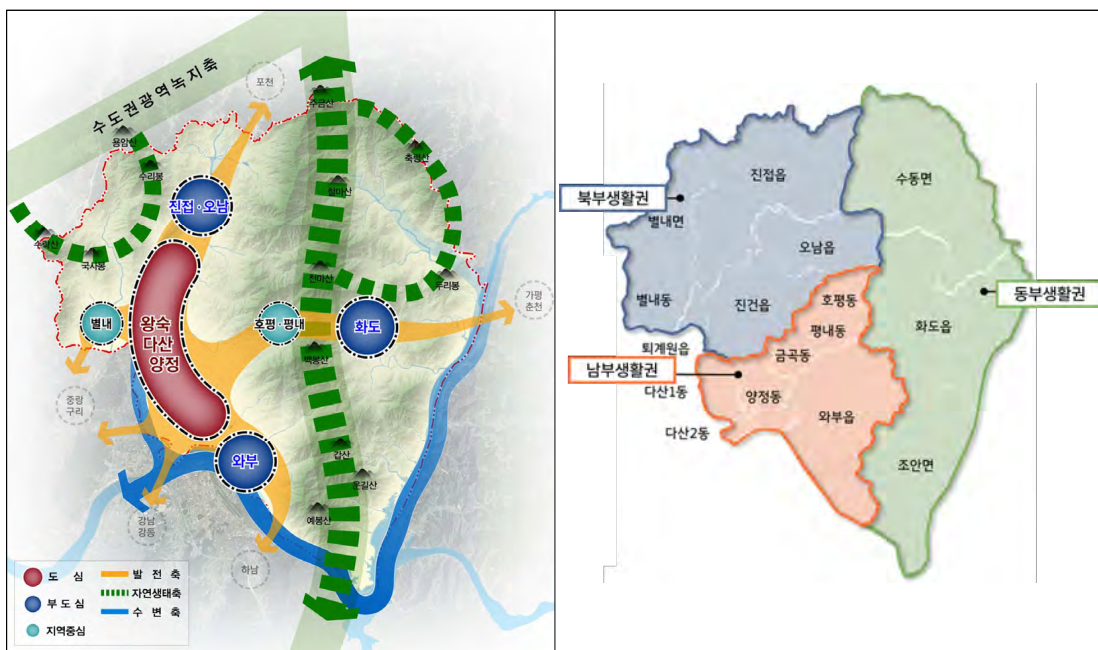 수도권광역녹지축
포천
주금산
용암산
수리봉
축령산
철마산
진접·오남
수락산
국사봉
천마산
두리봉
가평
춘천
별내
왕숙
다산
양정
호평·평내
화도
백봉산
중랑
구리
와부
갑산
운길산
예봉산
강남
강동
하남
도 심
부 도 심
지역중심
발 전 축
자연생태축
수 변 축
진접읍
수동면
북부생활권
별내면
오남읍
동부생활권
별내동
진건읍
호평동
화도읍
평내동
퇴계원읍
금곡동
남부생활권
다산1동
양정동
와부읍
다산2동
조안면